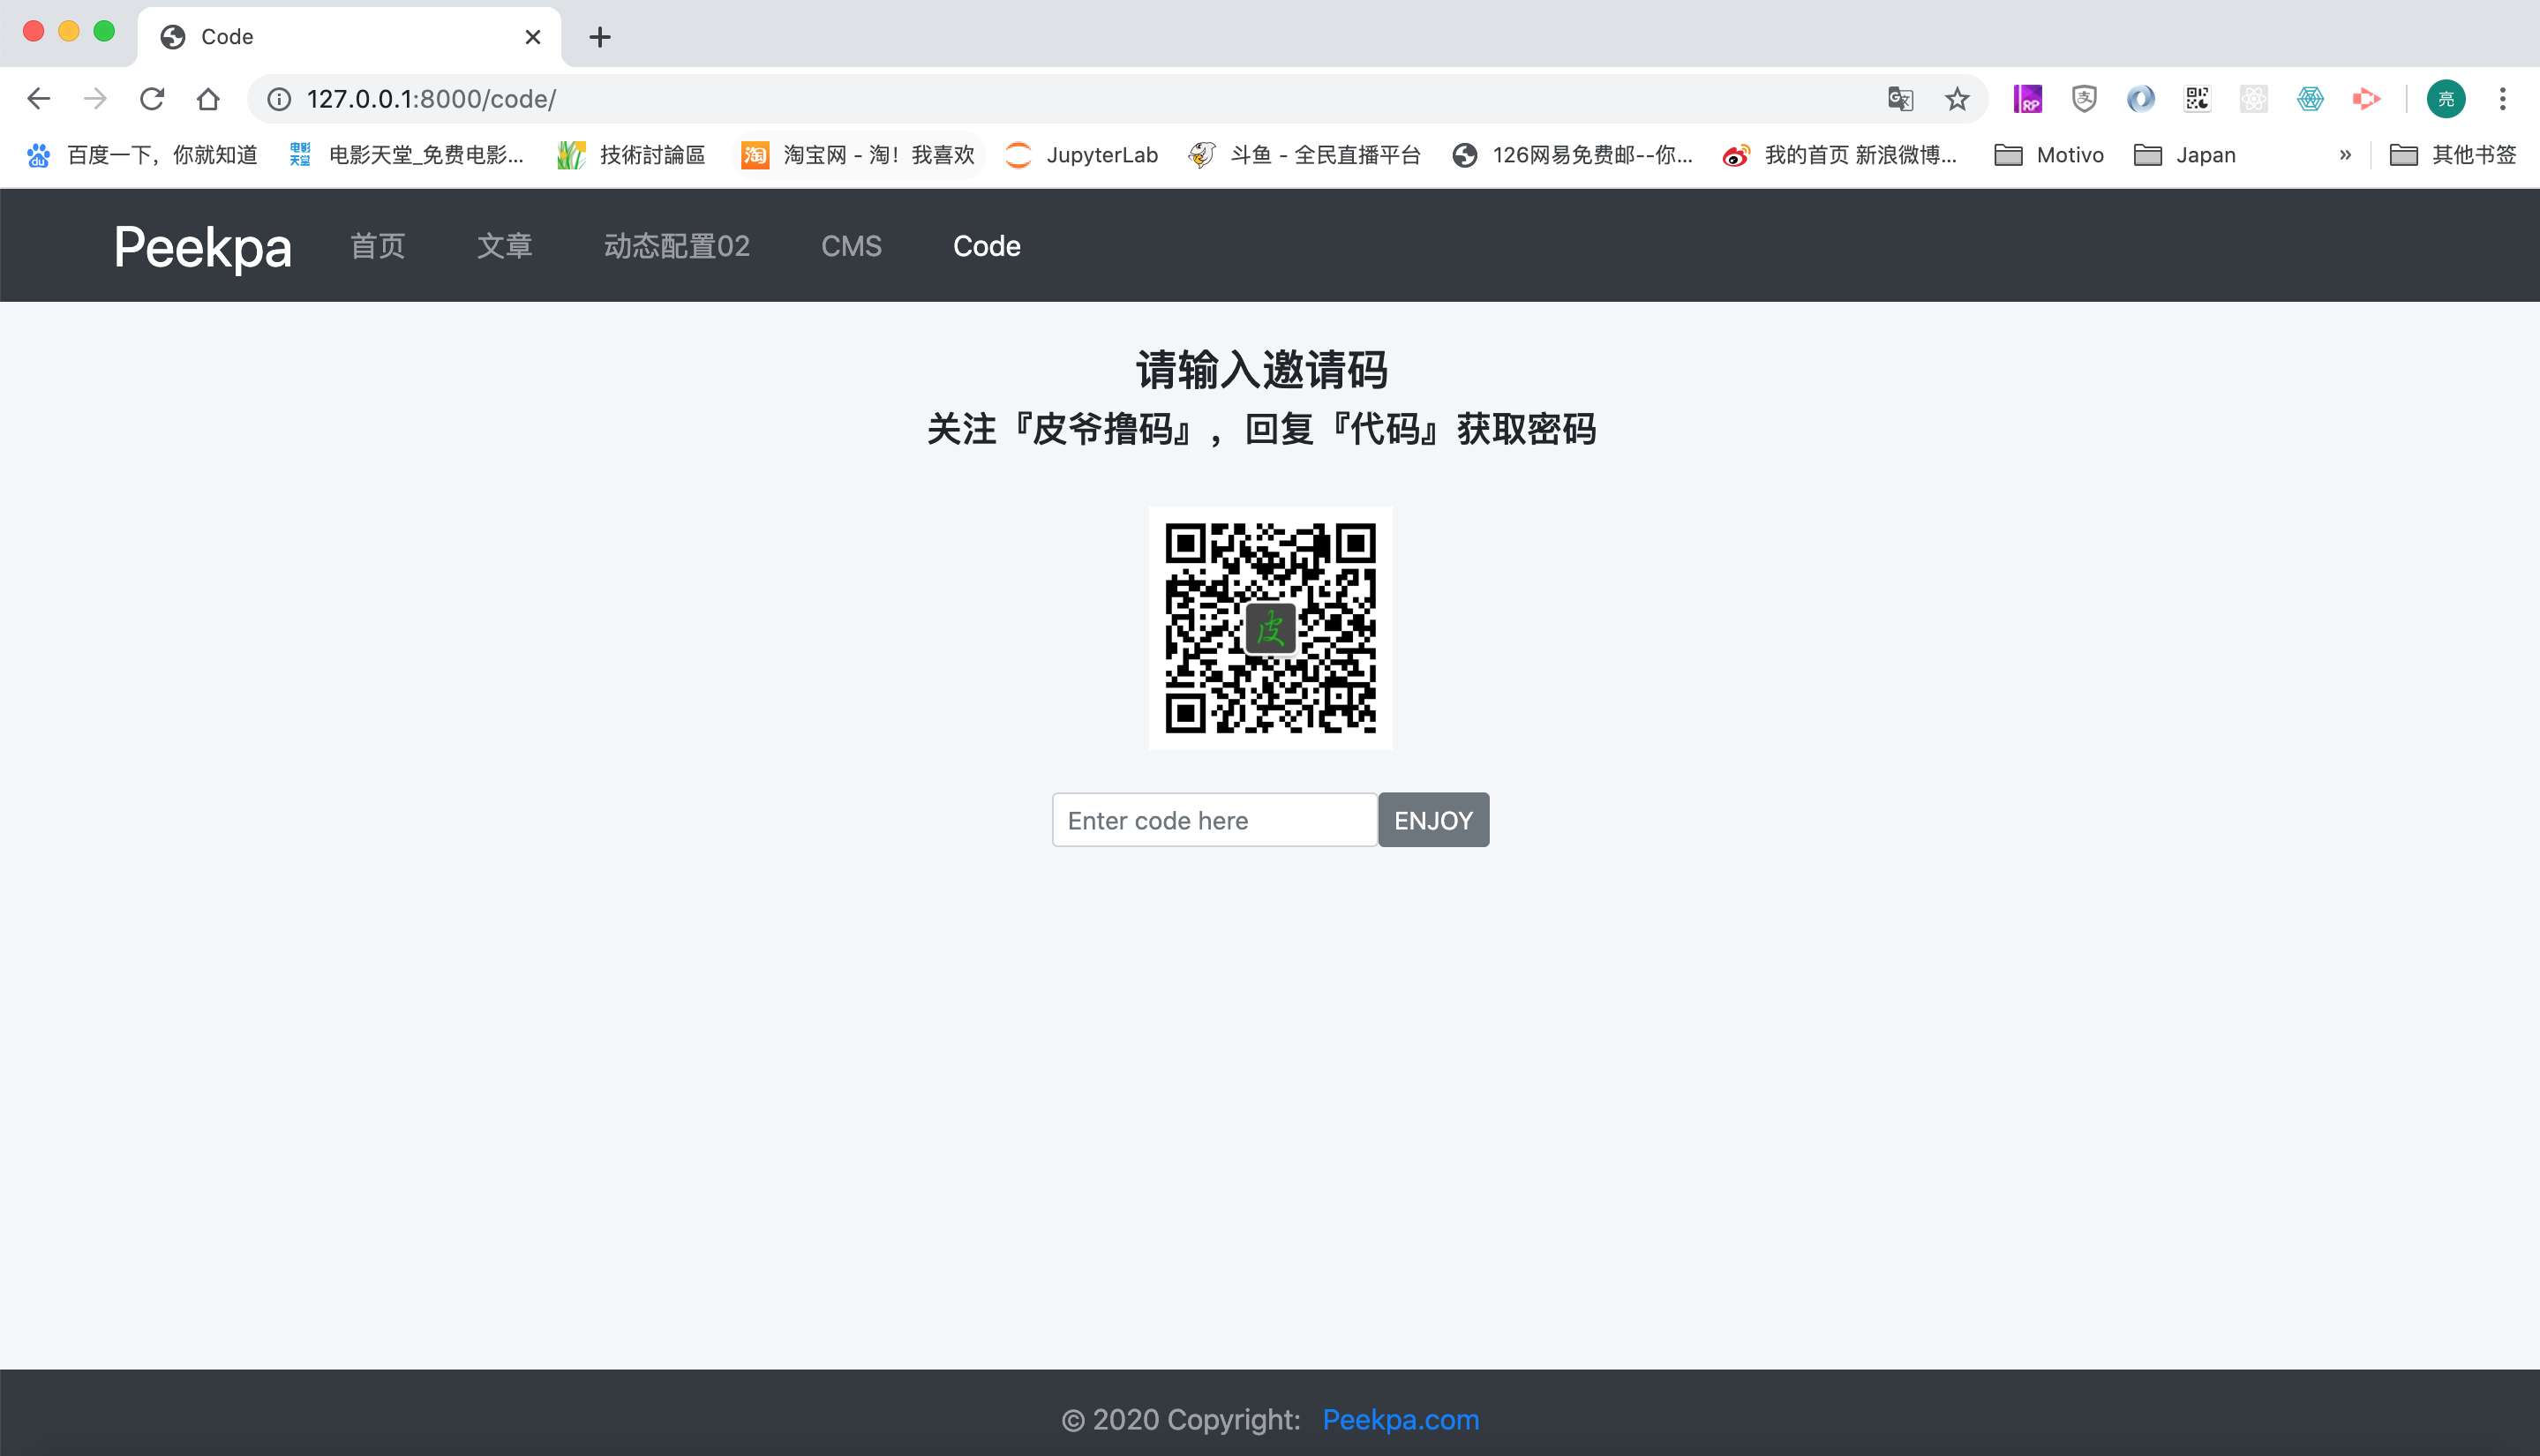 Code
127.0.0.1:8000/code/
亮
百度一下，你就知道 电影天堂_免费电影... 技術討論區 淘宝网 - 淘！我喜欢 JupyterLab 斗鱼 - 全民直播平台 126网易免费邮--你... 我的首页 新浪微博... Motivo Japan » 其他书签
Peekpa 首页 文章 动态配置02 CMS Code
请输入邀请码
关注『皮爷撸码』，回复『代码』获取密码
皮
Enter code here ENJOY
© 2020 Copyright: Peekpa.com